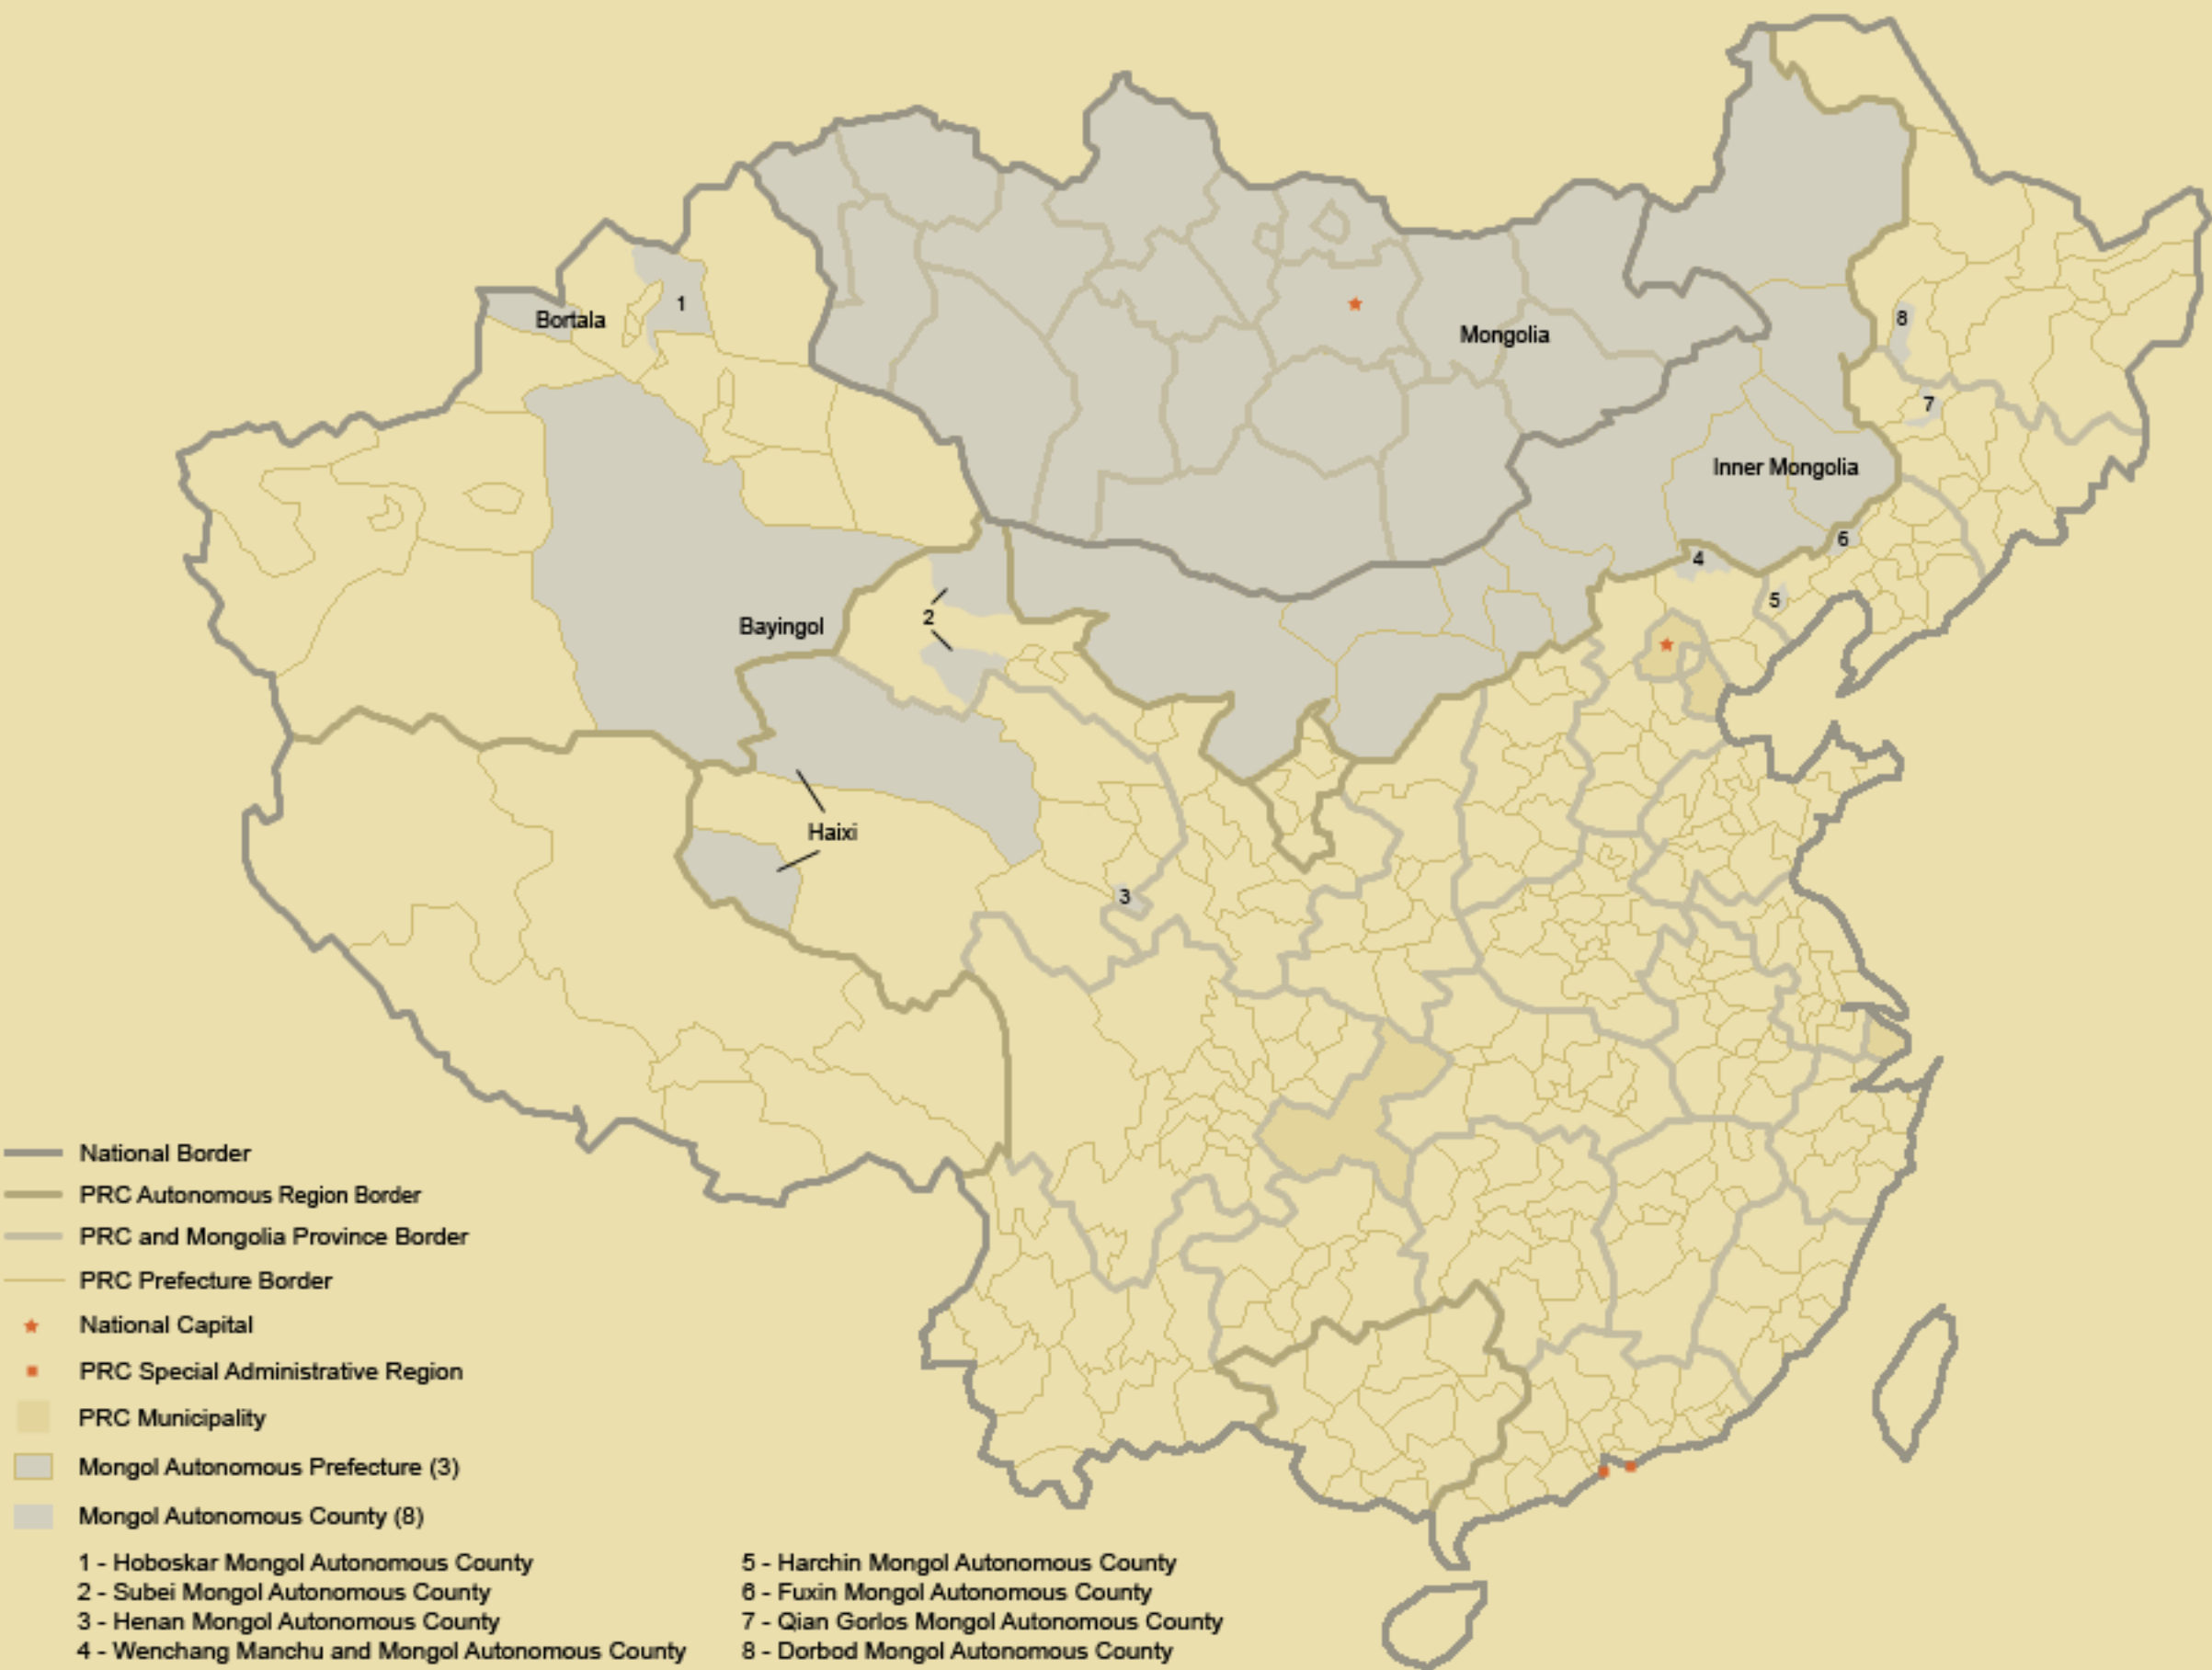 1
Bortala
8
Mongolia
7
Inner Mongolia
6
4
5
2
Bayingol
Haixi
3
National Border
PRC Autonomous Region Border
PRC and Mongolia Province Border
PRC Prefecture Border
National Capital
PRC Special Administrative Region
PRC Municipality
Mongol Autonomous Prefecture (3)
Mongol Autonomous County (8)
1 - Hoboskar Mongol Autonomous County
2 - Subei Mongol Autonomous County
3 - Henan Mongol Autonomous County
4 - Wenchang Manchu and Mongol Autonomous County
5 - Harchin Mongol Autonomous County
6 - Fuxin Mongol Autonomous County
7 - Qian Gorlos Mongol Autonomous County
8 - Dorbod Mongol Autonomous County